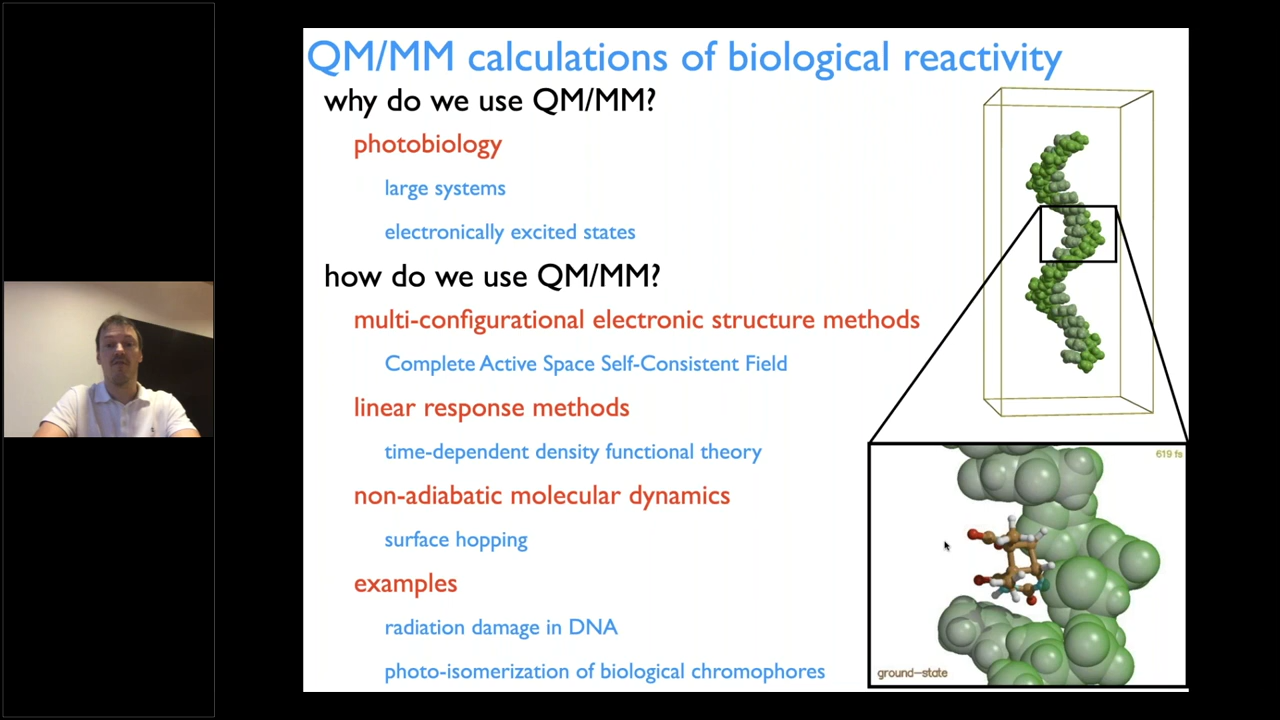 QM/MM calculations of biological reactivity
why do we use QM/MM?
photobiology
large systems
electronically excited states
how do we use QM/MM?
multi-configurational electronic structure methods
Complete Active Space Self-Consistent Field
linear response methods
time-dependent density functional theory
non-adiabatic molecular dynamics
surface hopping
examples
radiation damage in DNA
photo-isomerization of biological chromophores
619 fs
ground-state